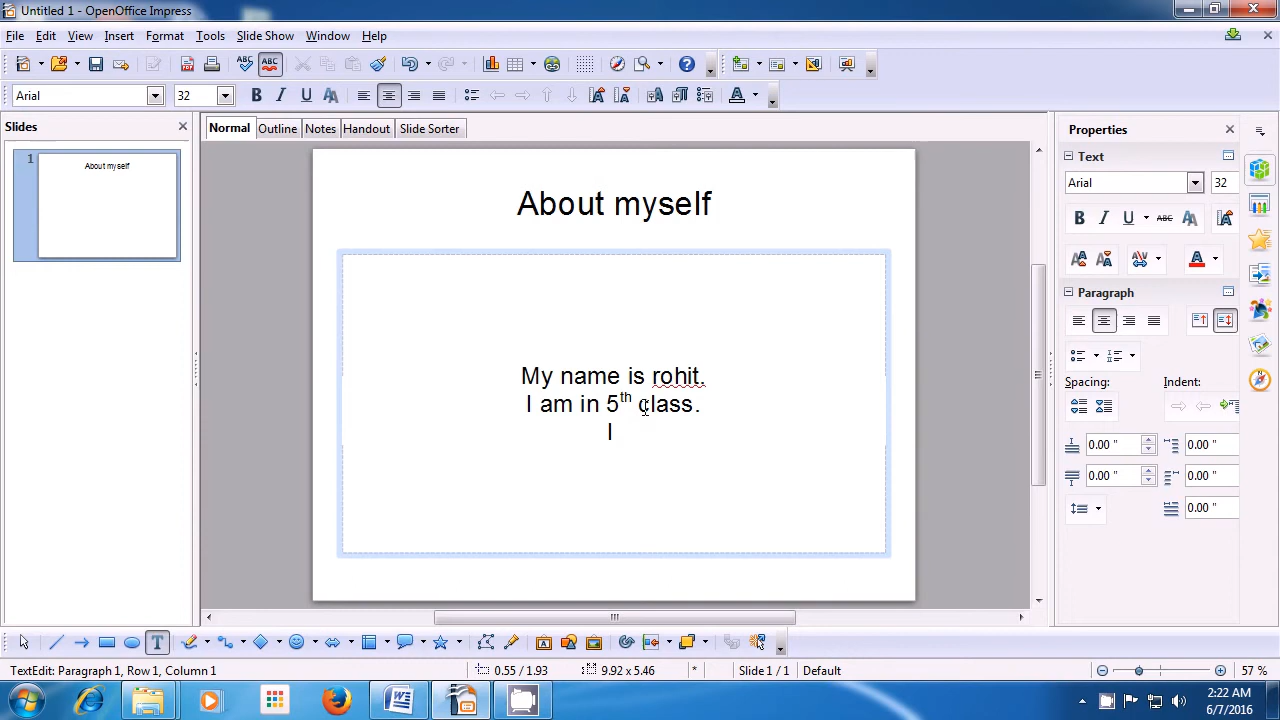 Untitled 1 - OpenOffice Impress
File Edit View Insert Format Tools Slide Show Window Help
Arial 32
Slides
Normal Outline Notes Handout Slide Sorter
Properties
1
About myself
About myself
My name is rohit.
I am in 5th class.
I
Text
Arial 32
Paragraph
Spacing: Indent:
0.00 " 0.00 "
0.00 " 0.00 "
0.00 "
TextEdit: Paragraph 1, Row 1, Column 1 0.55 / 1.93 9.92 x 5.46 * Slide 1 / 1 Default 57 %
2:22 AM
6/7/2016